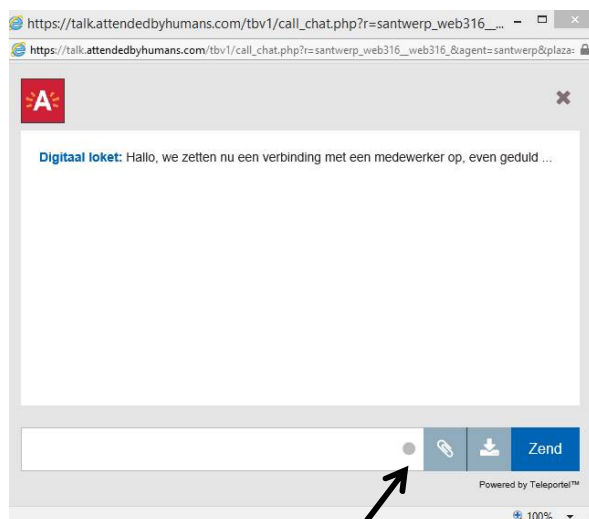 https://talk.attendedbyhumans.com/tbv1/call_chat.php?r=santwerp_web316__...
https://talk.attendedbyhumans.com/tbv1/call_chat.php?r=santwerp_web316__web316_&agent=santwerp&plaza=
A
Digitaal loket: Hallo, we zetten nu een verbinding met een medewerker op, even geduld ...
Zend
Powered by Teleportel™
100%